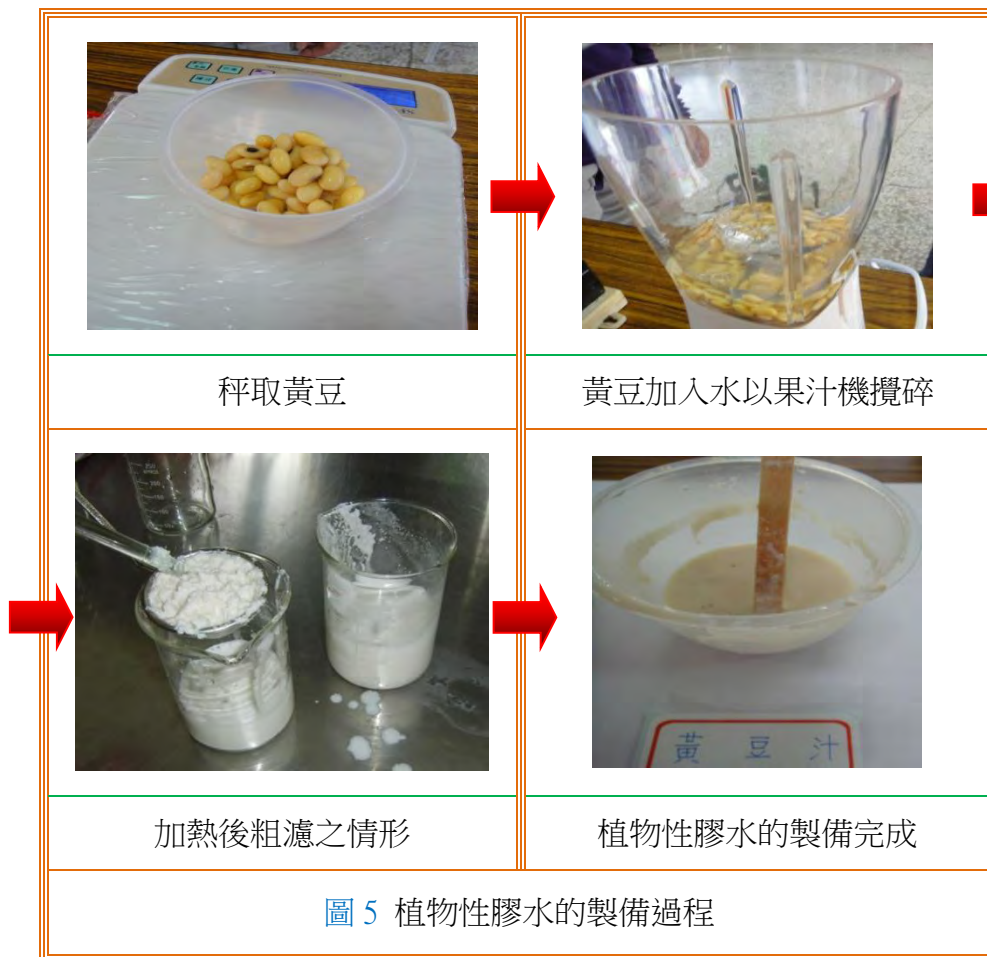 秤取黃豆
黃豆加入水以果汁機攪碎
黃豆汁
加熱後粗濾之情形
植物性膠水的製備完成
圖 5 植物性膠水的製備過程